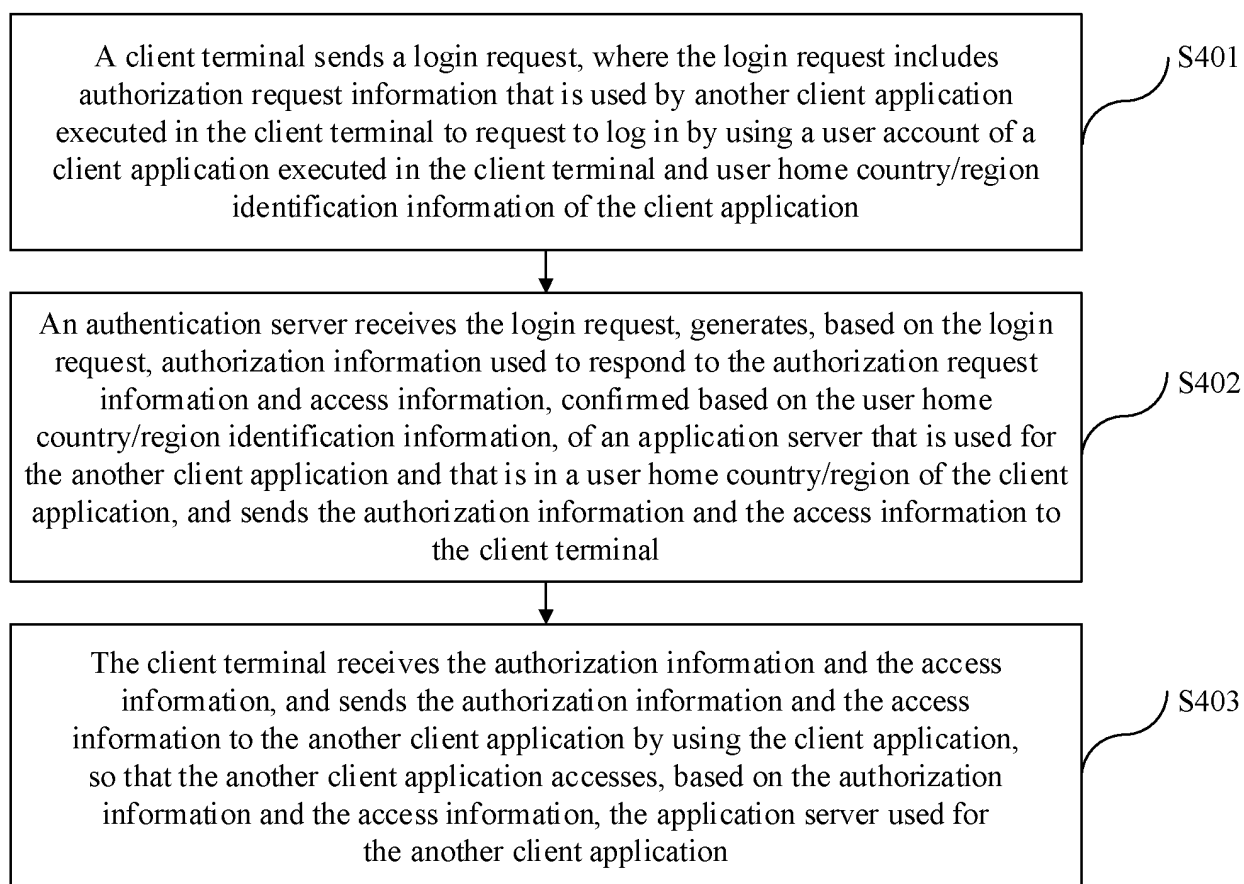 A client terminal sends a login request, where the login request includes
authorization request information that is used by another client application
executed in the client terminal to request to log in by using a user account of a
client application executed in the client terminal and user home country/region
identification information of the client application
S401
An authentication server receives the login request, generates, based on the login
request, authorization information used to respond to the authorization request
information and access information, confirmed based on the user home
country/region identification information, of an application server that is used for
the another client application and that is in a user home country/region of the client
application, and sends the authorization information and the access information to
the client terminal
S402
The client terminal receives the authorization information and the access
information, and sends the authorization information and the access
information to the another client application by using the client application,
so that the another client application accesses, based on the authorization
information and the access information, the application server used for
the another client application
S403